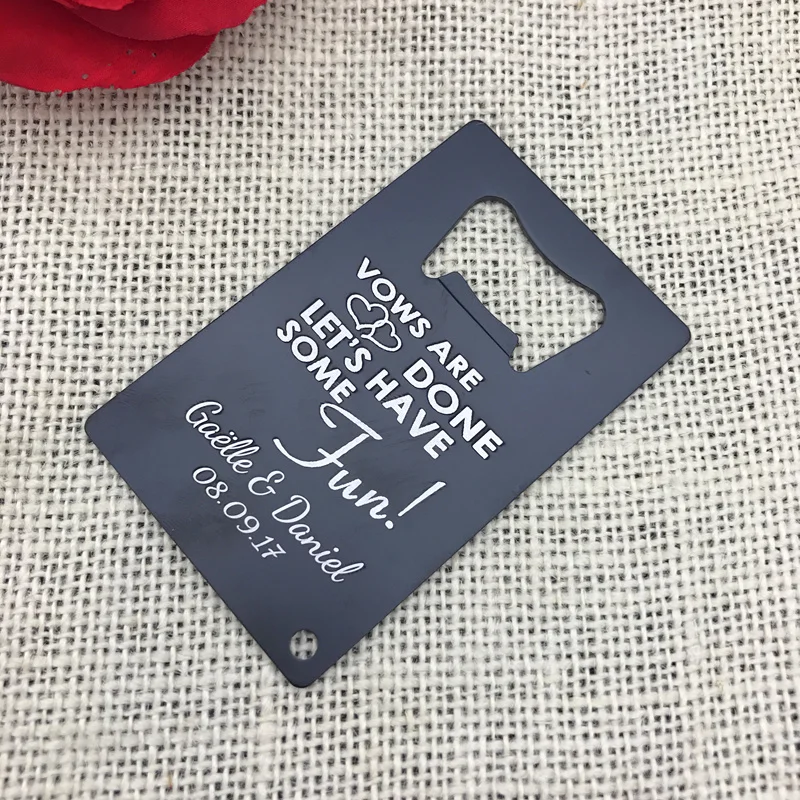 VOWS ARE
DONE
LET'S HAVE
SOME
Fun!
Gaëlle & Daniel
08.09.17